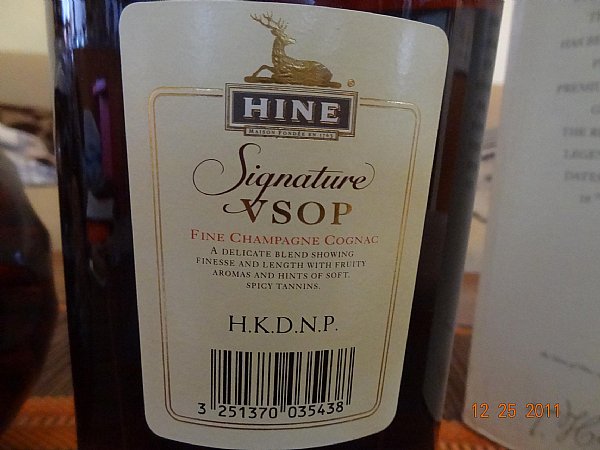 HINE
MAISON FONDÉE EN 1763
Signature
VSOP
FINE CHAMPAGNE COGNAC
A DELICATE BLEND SHOWING
FINESSE AND LENGTH WITH FRUITY
AROMAS AND HINTS OF SOFT,
SPICY TANNINS.
H.K.D.N.P.
3 251370 035438
12 25 2011